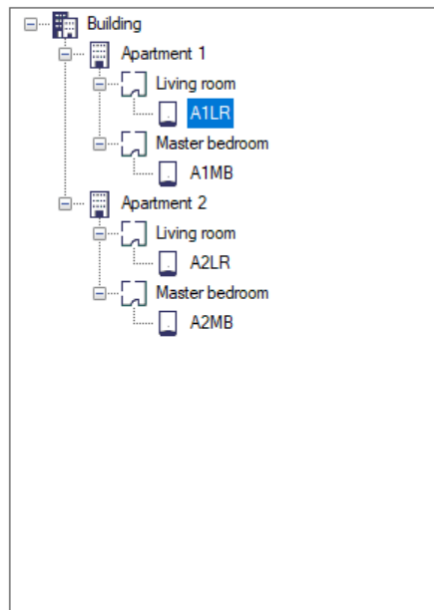 Building
Apartment 1
Living room
A1LR
Master bedroom
A1MB
Apartment 2
Living room
A2LR
Master bedroom
A2MB